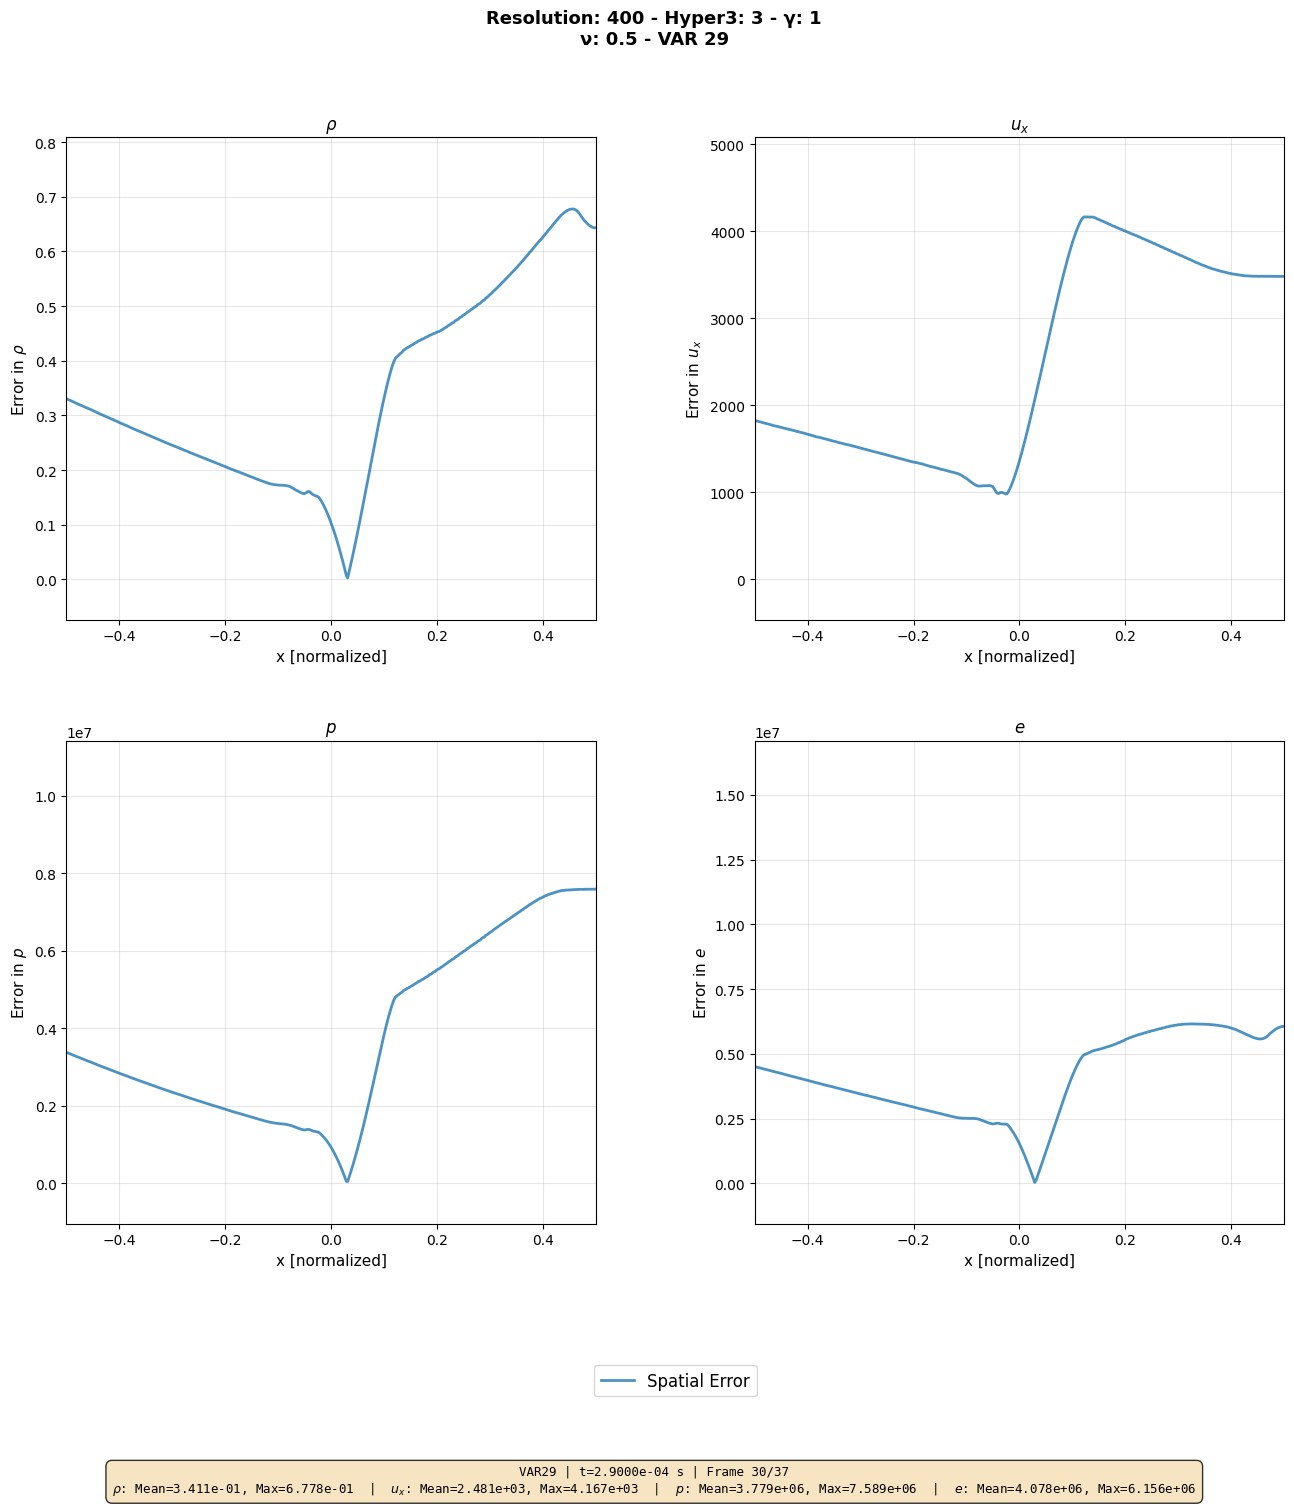 Resolution: 400 - Hyper3: 3 - γ: 1
ν: 0.5 - VAR 29
ρ
0.8
0.7
0.6
0.5
0.4
0.3
0.2
0.1
0.0
Error in ρ
−0.4 −0.2 0.0 0.2 0.4
x [normalized]
u_x
5000
4000
3000
2000
1000
0
Error in u_x
−0.4 −0.2 0.0 0.2 0.4
x [normalized]
p
1e7
1.0
0.8
0.6
0.4
0.2
0.0
Error in p
−0.4 −0.2 0.0 0.2 0.4
x [normalized]
e
1e7
1.50
1.25
1.00
0.75
0.50
0.25
0.00
Error in e
−0.4 −0.2 0.0 0.2 0.4
x [normalized]
Spatial Error
VAR29 | t=2.9000e-04 s | Frame 30/37
ρ: Mean=3.411e-01, Max=6.778e-01 | u_x: Mean=2.481e+03, Max=4.167e+03 | p: Mean=3.779e+06, Max=7.589e+06 | e: Mean=4.078e+06, Max=6.156e+06